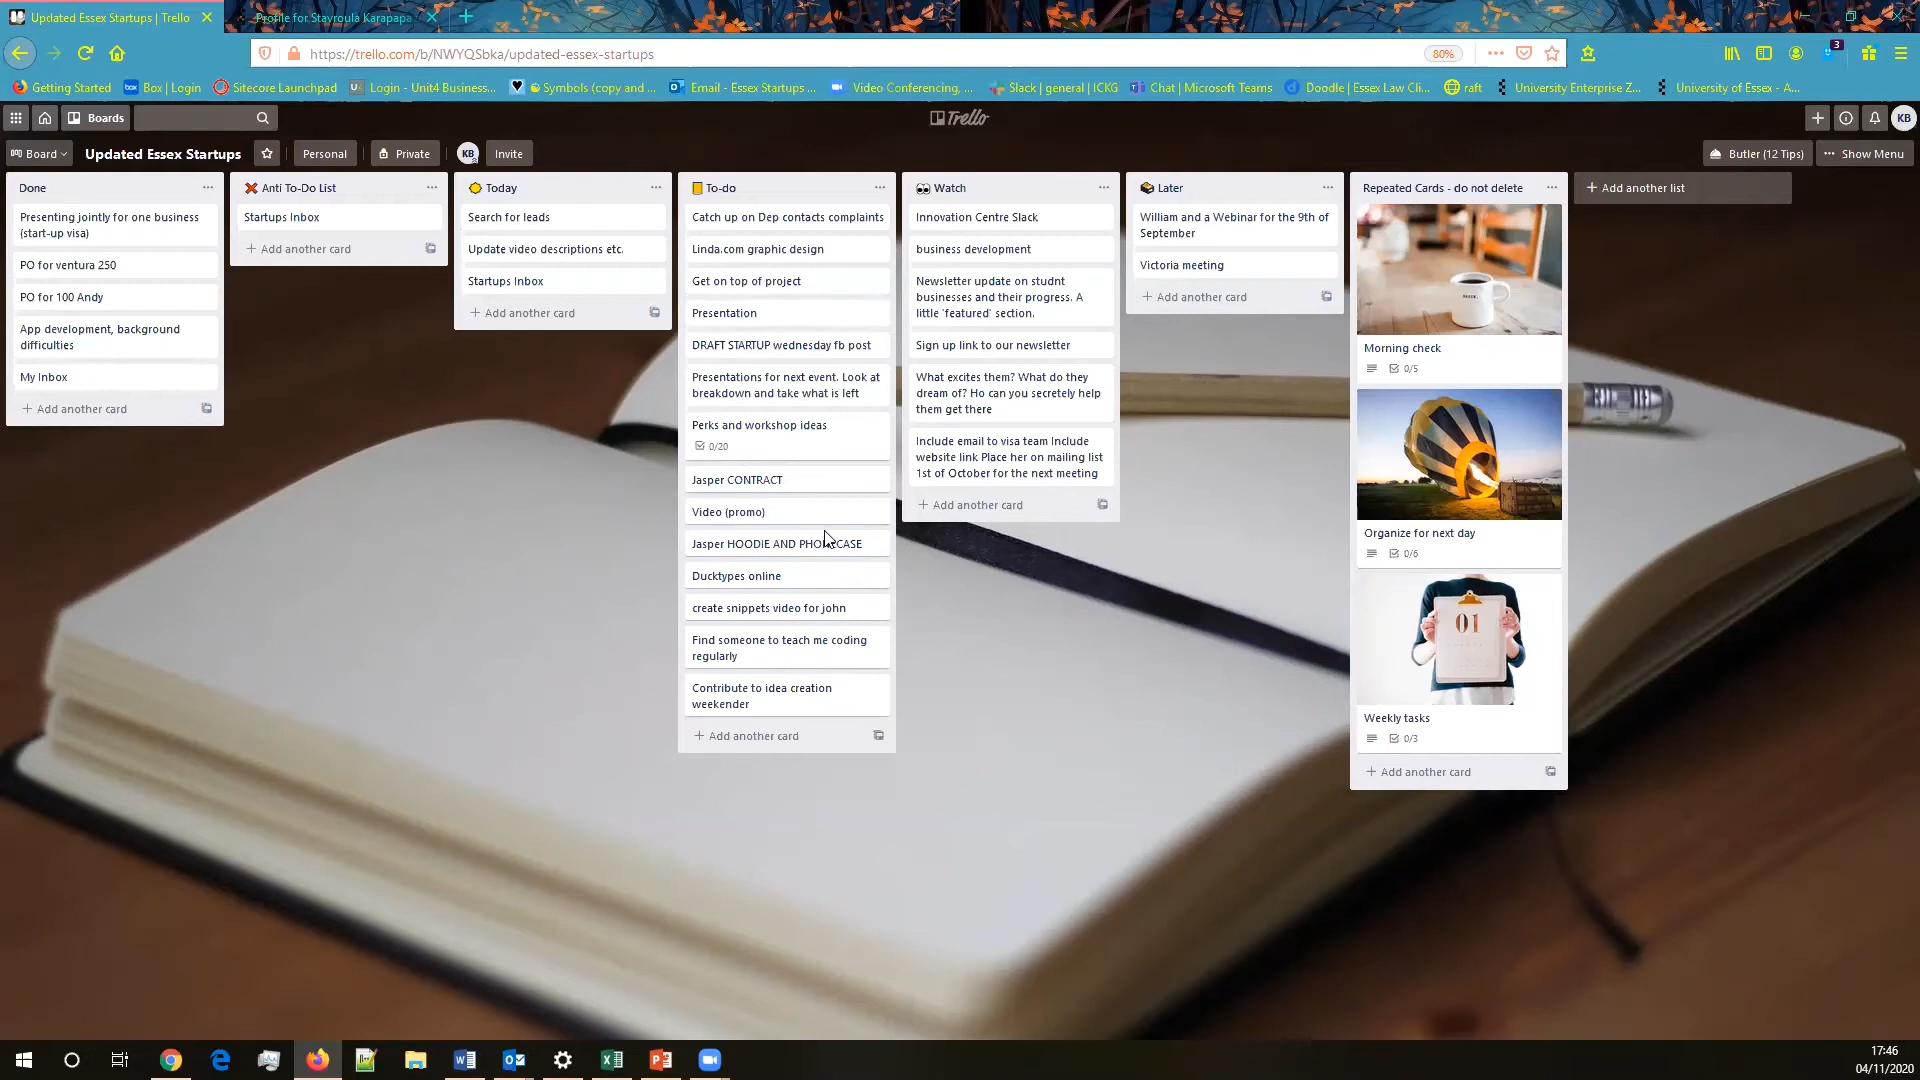 Updated Essex Startups | Trello
Profile for Stavroula Karapapa
https://trello.com/b/NWYQSbka/updated-essex-startups
80%
3
Getting Started
Box | Login
Sitecore Launchpad
Login - Unit4 Business...
Symbols (copy and ...
Email - Essex Startups ...
Video Conferencing, ...
Slack | general | ICKG
Chat | Microsoft Teams
Doodle | Essex Law Cli...
raft
University Enterprise Z...
University of Essex - A...
Boards
Trello
KB
Board
Updated Essex Startups
Personal
Private
KB
Invite
Butler (12 Tips)
Show Menu
Done
Presenting jointly for one business
(start-up visa)
PO for ventura 250
PO for 100 Andy
App development, background
difficulties
My Inbox
Add another card
Anti To-Do List
Startups Inbox
Add another card
Today
Search for leads
Update video descriptions etc.
Startups Inbox
Add another card
To-do
Catch up on Dep contacts complaints
Linda.com graphic design
Get on top of project
Presentation
DRAFT STARTUP wednesday fb post
Presentations for next event. Look at
breakdown and take what is left
Perks and workshop ideas
0/20
Jasper CONTRACT
Video (promo)
Jasper HOODIE AND PHONECASE
Ducktypes online
create snippets video for john
Find someone to teach me coding
regularly
Contribute to idea creation
weekender
Add another card
Watch
Innovation Centre Slack
business development
Newsletter update on studnt
businesses and their progress. A
little 'featured' section.
Sign up link to our newsletter
What excites them? What do they
dream of? Ho can you secretely help
them get there
Include email to visa team Include
website link Place her on mailing list
1st of October for the next meeting
Add another card
Later
William and a Webinar for the 9th of
September
Victoria meeting
Add another card
Repeated Cards - do not delete
Morning check
0/5
Organize for next day
0/6
01
Weekly tasks
0/3
Add another card
Add another list
17:46
04/11/2020